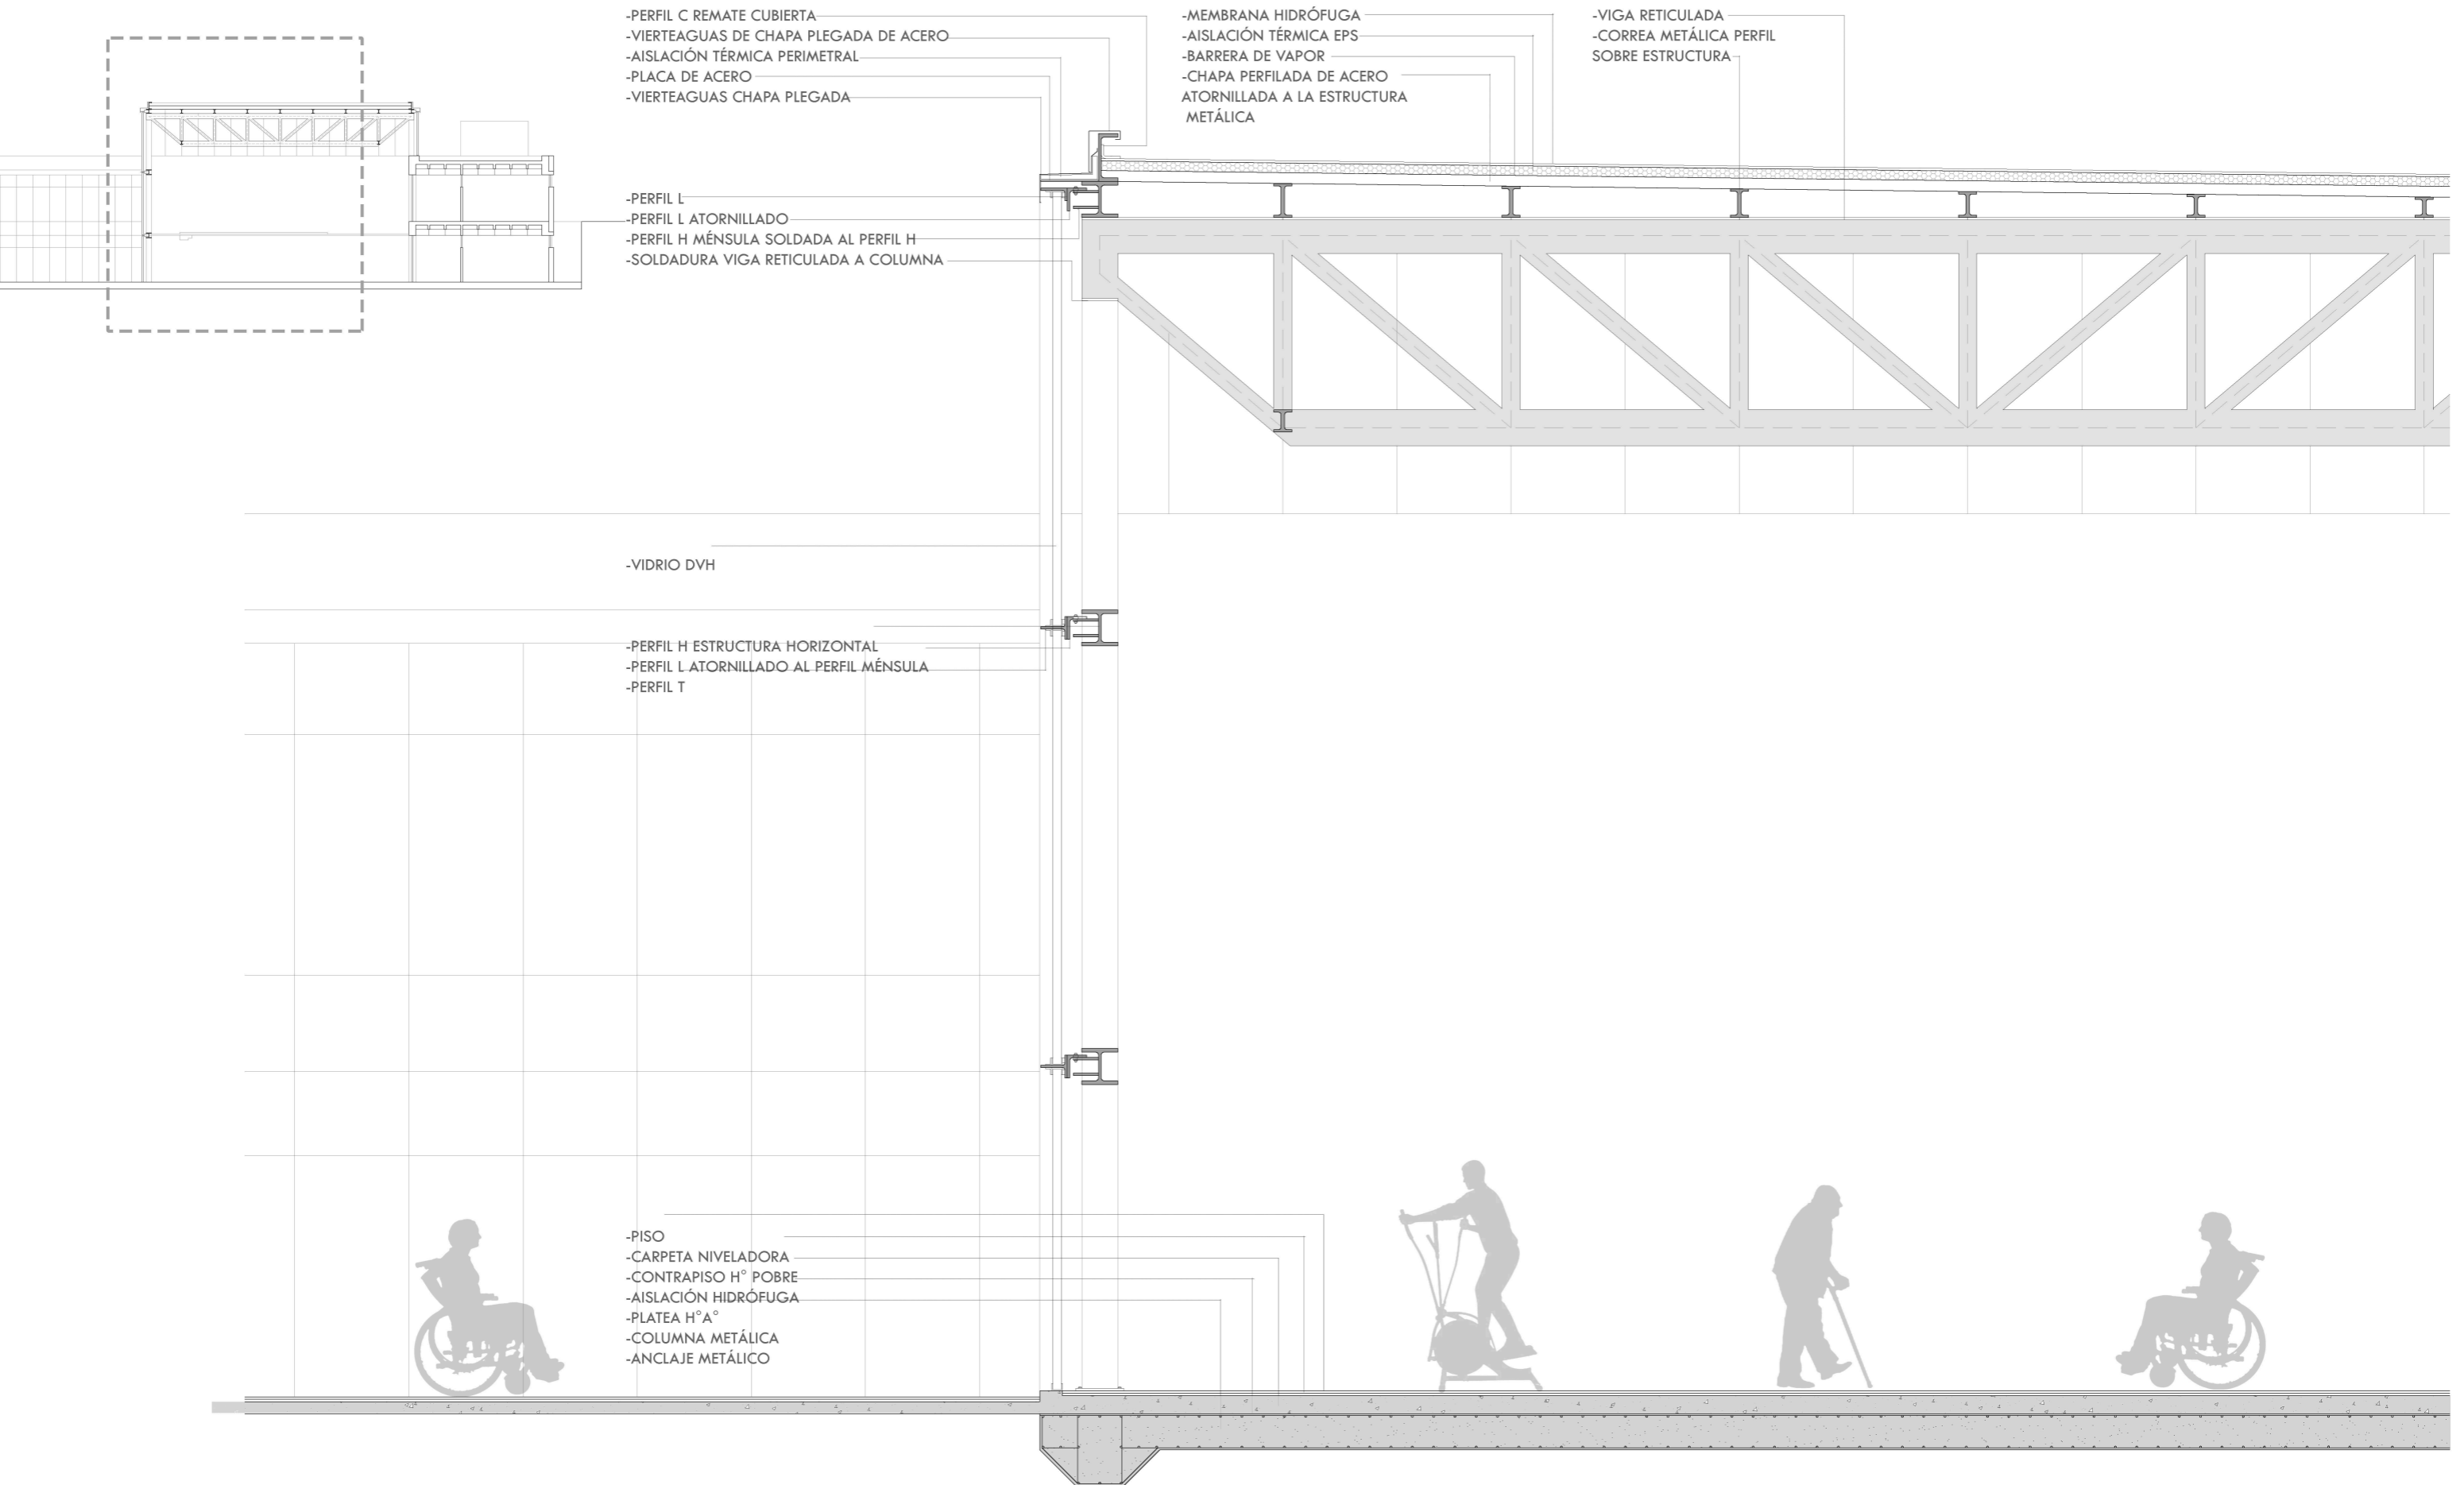 -PERFIL C REMATE CUBIERTA
-VIERTEAGUAS DE CHAPA PLEGADA DE ACERO
-AISLACIÓN TÉRMICA PERIMETRAL
-PLACA DE ACERO
-VIERTEAGUAS CHAPA PLEGADA
-MEMBRANA HIDRÓFUGA
-AISLACIÓN TÉRMICA EPS
-BARRERA DE VAPOR
-CHAPA PERFILADA DE ACERO
ATORNILLADA A LA ESTRUCTURA
METÁLICA
-VIGA RETICULADA
-CORREA METÁLICA PERFIL
SOBRE ESTRUCTURA
-PERFIL L
-PERFIL L ATORNILLADO
-PERFIL H MÉNSULA SOLDADA AL PERFIL H
-SOLDADURA VIGA RETICULADA A COLUMNA
-VIDRIO DVH
-PERFIL H ESTRUCTURA HORIZONTAL
-PERFIL L ATORNILLADO AL PERFIL MÉNSULA
-PERFIL T
-PISO
-CARPETA NIVELADORA
-CONTRAPISO H° POBRE
-AISLACIÓN HIDRÓFUGA
-PLATEA H°A°
-COLUMNA METÁLICA
-ANCLAJE METÁLICO